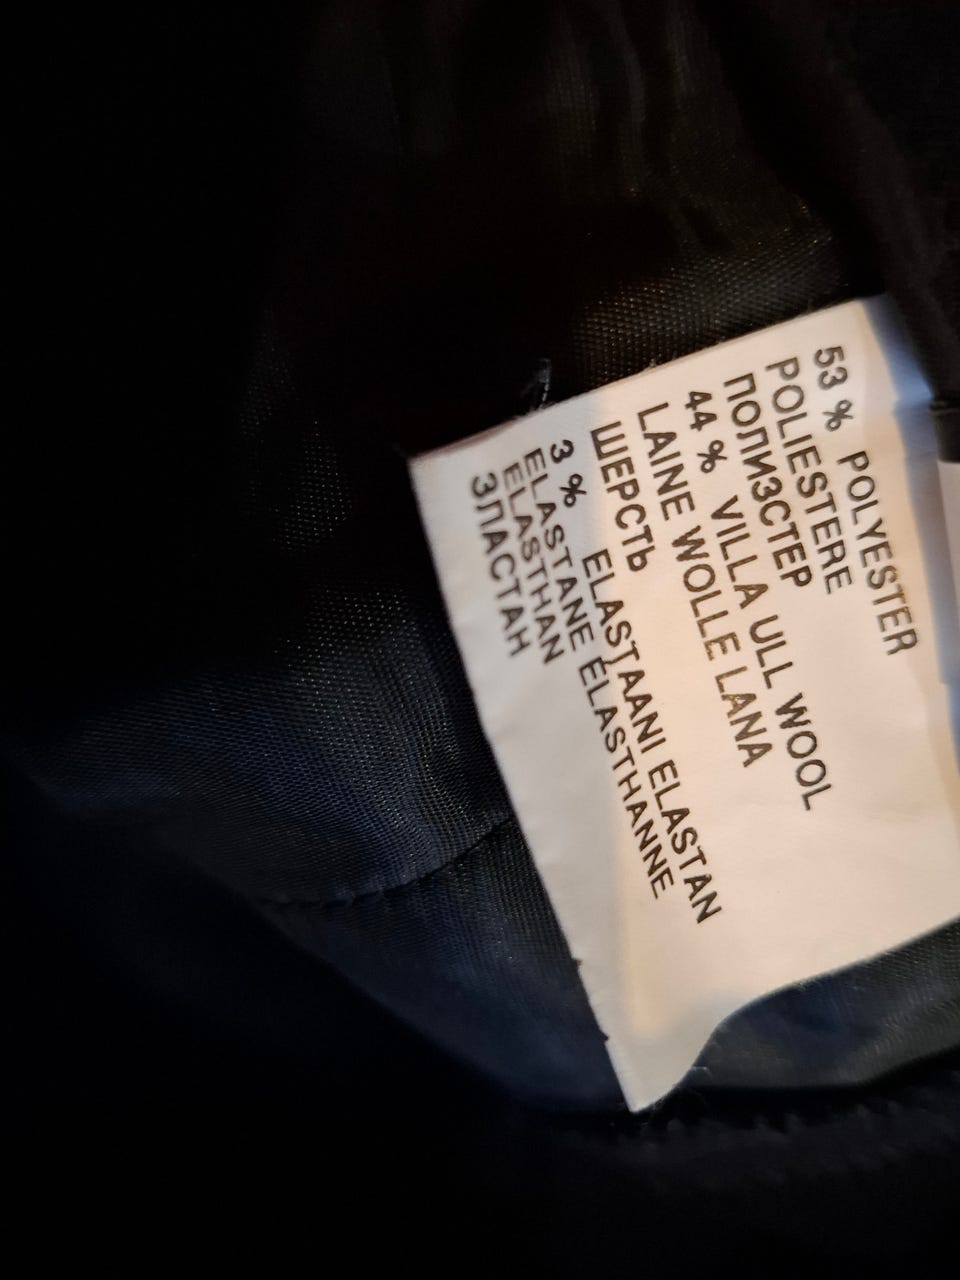 53 % POLYESTER
POLIESTERE
ПОЛИЭСТЕР
44 % VILLA ULL WOOL
LAINE WOLLE LANA
ШЕРСТЬ
3 % ELASTAANI ELASTAN
ELASTANE ELASTHANNE
ELASTHAN
ЭЛАСТАН